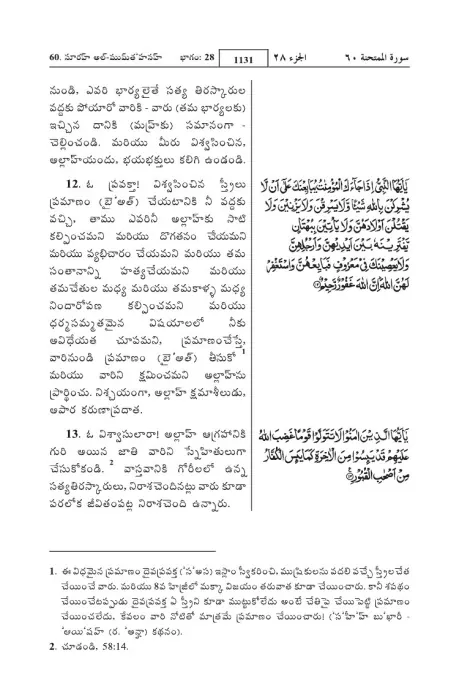 60. సూరహ్ అల్-ముమ్త'హనహ్ భాగం: 28 1131 الجزء ٢٨ سورة الممتحنة ٦٠
నుండి, ఎవరి భార్యలైతే సత్య తిరస్కారుల
వద్దకు పోయారో వారికి - వారు (తమ భార్యలకు)
ఇచ్చిన దానికి (మహ్ర్‌కు) సమానంగా -
చెల్లించండి. మరియు మీరు విశ్వసించిన,
అల్లాహ్‌యందు, భయభక్తులు కలిగి ఉండండి.
12. ఓ ప్రవక్తా! విశ్వసించిన స్త్రీలు
ప్రమాణం (బై'అత్) చేయటానికి నీ వద్దకు
వచ్చి, తాము ఎవరినీ అల్లాహ్‌కు సాటి
కల్పించమని మరియు దొంగతనం చేయమని
మరియు వ్యభిచారం చేయమని మరియు తమ
సంతానాన్ని హత్యచేయమని మరియు
తమచేతుల మధ్య మరియు తమకాళ్ళ మధ్య
నిందారోపణ కల్పించమని మరియు
ధర్మసమ్మతమైన విషయాలలో నీకు
అవిధేయత చూపమని, ప్రమాణంచేస్తే,
వారినుండి ప్రమాణం (బై'అత్) తీసుకో 1
మరియు వారిని క్షమించమని అల్లాహ్‌ను
ప్రార్థించు. నిశ్చయంగా, అల్లాహ్ క్షమాశీలుడు,
అపార కరుణాప్రదాత.
يَٰٓأَيُّهَا ٱلنَّبِيُّ إِذَا جَآءَكَ ٱلْمُؤْمِنَٰتُ يُبَايِعْنَكَ عَلَىٰٓ أَن لَّا
يُشْرِكْنَ بِٱللَّهِ شَيْـًٔا وَلَا يَسْرِقْنَ وَلَا يَزْنِينَ وَلَا
يَقْتُلْنَ أَوْلَٰدَهُنَّ وَلَا يَأْتِينَ بِبُهْتَٰنٍ
يَفْتَرِينَهُۥ بَيْنَ أَيْدِيهِنَّ وَأَرْجُلِهِنَّ
وَلَا يَعْصِينَكَ فِى مَعْرُوفٍ فَبَايِعْهُنَّ وَٱسْتَغْفِرْ
لَهُنَّ ٱللَّهَ إِنَّ ٱللَّهَ غَفُورٌ رَّحِيمٌ
13. ఓ విశ్వాసులారా! అల్లాహ్ ఆగ్రహానికి
గురి అయిన జాతి వారిని స్నేహితులుగా
చేసుకోకండి. 2 వాస్తవానికి గోరీలలో ఉన్న
సత్యతిరస్కారులు, నిరాశచెందినట్లు వారు కూడా
పరలోక జీవితంపట్ల నిరాశచెంది ఉన్నారు.
يَٰٓأَيُّهَا ٱلَّذِينَ ءَامَنُوا۟ لَا تَتَوَلَّوْا۟ قَوْمًا غَضِبَ ٱللَّهُ
عَلَيْهِمْ قَدْ يَئِسُوا۟ مِنَ ٱلْءَاخِرَةِ كَمَا يَئِسَ ٱلْكُفَّارُ
مِنْ أَصْحَٰبِ ٱلْقُبُورِ
1. ఈ విధమైన ప్రమాణం దైవప్రవక్త ('స'అస) ఇస్లాం స్వీకరించి, ముష్రికులను వదలి వచ్చే స్త్రీలచేత
చేయించే వారు. మరియు 8వ హిజ్రీలో మక్కా విజయం తరువాత కూడా చేయించారు. కానీ శపథం
చేయించేటప్పుడు దైవప్రవక్త ఏ స్త్రీని కూడా ముట్టుకోలేదు అంటే చేతిపై చేయిపెట్టి ప్రమాణం
చేయించలేదు, కేవలం వారి నోటితో మాత్రమే ప్రమాణం చేయించారు! ('స'హీ'హ్ బు'ఖారీ -
'ఆయి'షహ్ (ర.'అన్హా) కథనం).
2. చూడండి, 58:14.